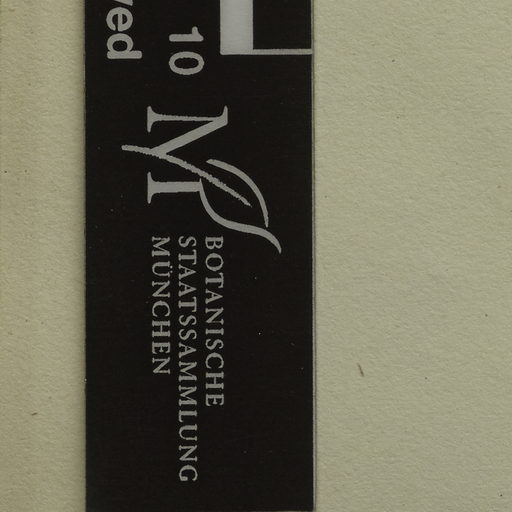 ved
10
M
BOTANISCHE
STAATSSAMMLUNG
MÜNCHEN